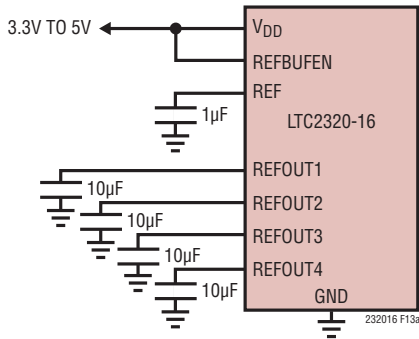 3.3V TO 5V
VDD
REFBUFEN
REF
1µF
LTC2320-16
REFOUT1
10µF
REFOUT2
10µF
REFOUT3
10µF
REFOUT4
10µF
GND
232016 F13a